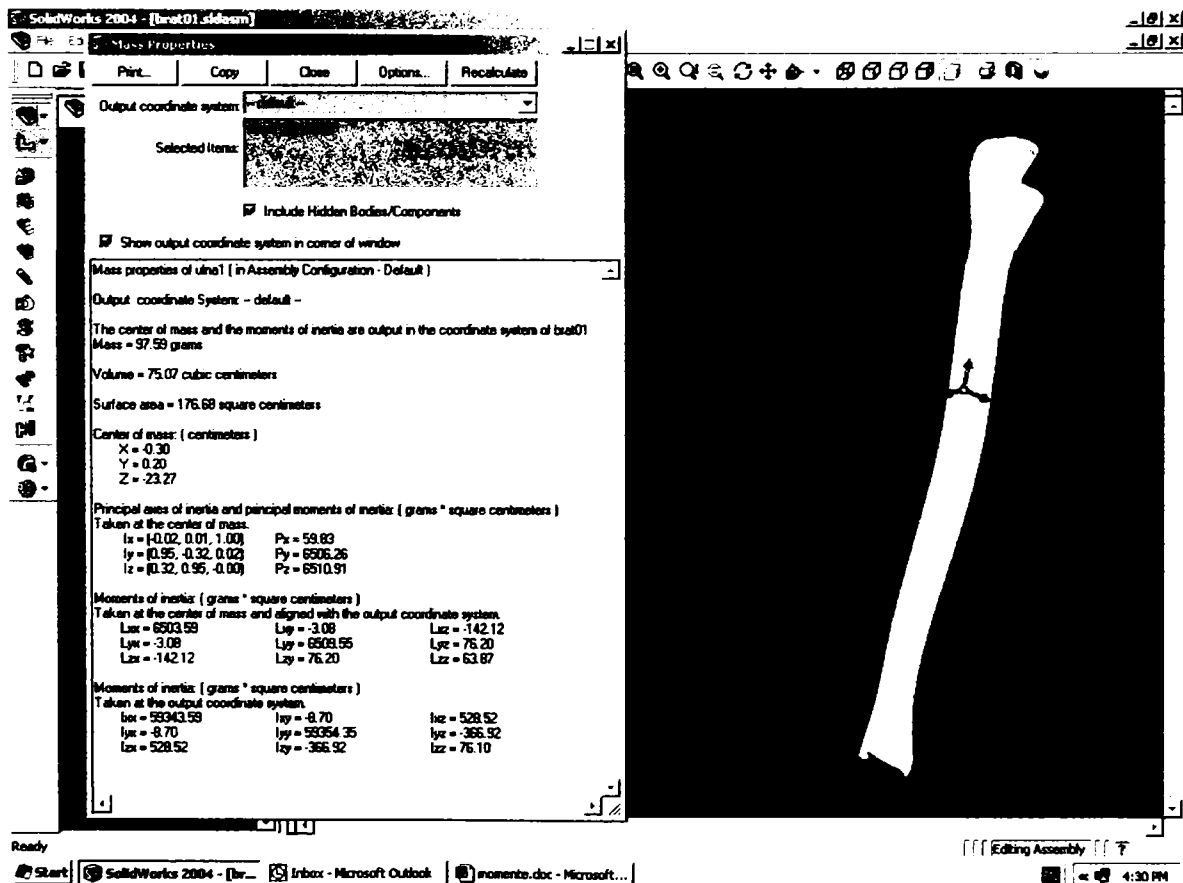 SolidWorks 2004 - [brat01.sldasm]
Mass Properties
Print... Copy Close Options... Recalculate
Output coordinate system: -- default --
Selected Items:
Include Hidden Bodies/Components
Show output coordinate system in corner of window
Mass properties of ulna1 ( in Assembly Configuration - Default )
Output coordinate System: -- default --
The center of mass and the moments of inertia are output in the coordinate system of brat01
Mass = 97.59 grams
Volume = 75.07 cubic centimeters
Surface area = 176.68 square centimeters
Center of mass: ( centimeters )
X = -0.30
Y = 0.20
Z = -23.27
Principal axes of inertia and principal moments of inertia: ( grams * square centimeters )
Taken at the center of mass.
Ix = (-0.02, 0.01, 1.00) Px = 59.83
Iy = (0.95, -0.32, 0.02) Py = 6506.26
Iz = (0.32, 0.95, -0.00) Pz = 6510.91
Moments of inertia: ( grams * square centimeters )
Taken at the center of mass and aligned with the output coordinate system.
Lxx = 6503.59 Lxy = -3.08 Lxz = -142.12
Lyx = -3.08 Lyy = 6509.55 Lyz = 76.20
Lzx = -142.12 Lzy = 76.20 Lzz = 63.87
Moments of inertia: ( grams * square centimeters )
Taken at the output coordinate system.
Ixx = 59343.59 Ixy = -8.70 Ixz = 528.52
Iyx = -8.70 Iyy = 59354.35 Iyz = -366.92
Izx = 528.52 Izy = -366.92 Izz = 76.10
Ready
Editing Assembly ?
Start SolidWorks 2004 - [br... Inbox - Microsoft Outlook momente.doc - Microsoft... « 4:30 PM